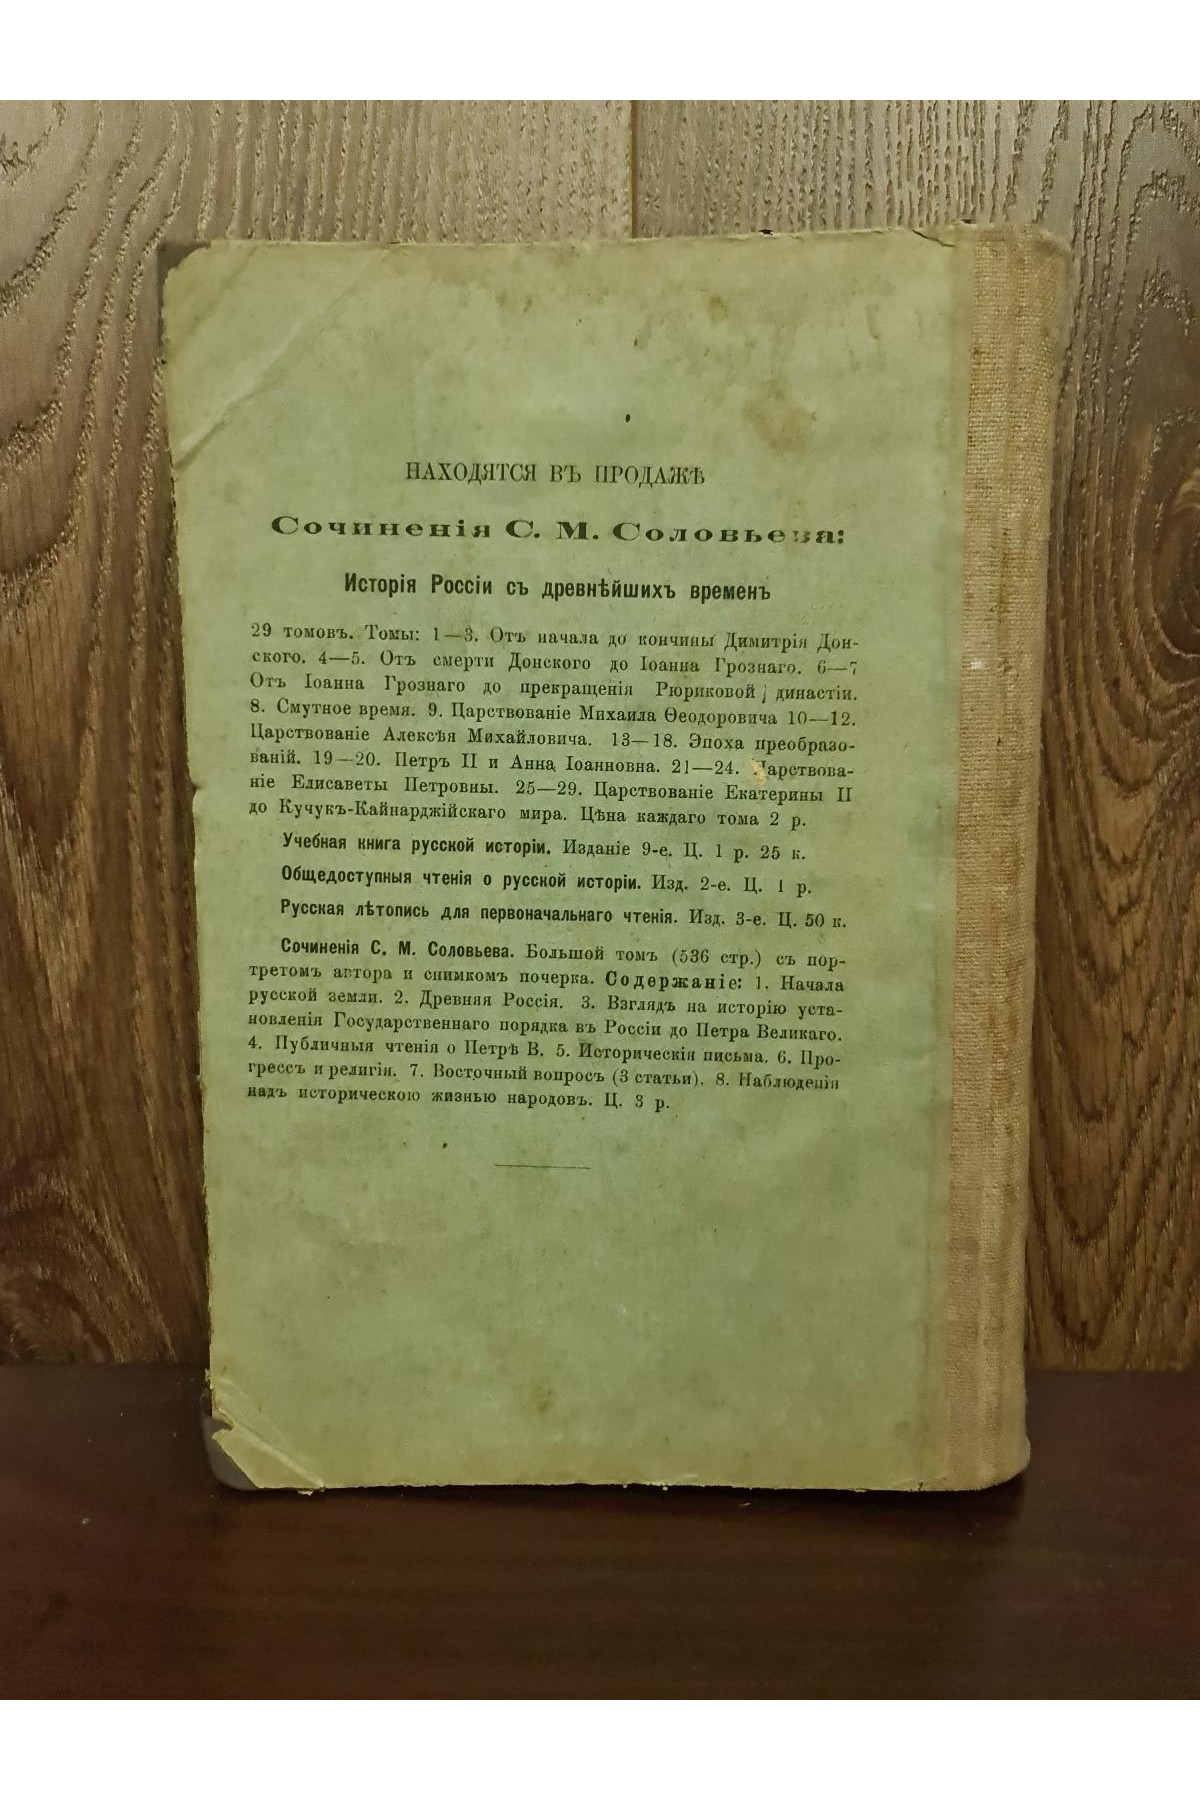 НАХОДЯТСЯ ВЪ ПРОДАЖѢ
Сочиненія С. М. Соловьева:
Исторія Россіи съ древнѣйшихъ временъ
29 томовъ. Томы: 1—3. Отъ начала до кончины Димитрія Дон-
ского. 4—5. Отъ смерти Донского до Іоанна Грознаго. 6—7
Отъ Іоанна Грознаго до прекращенія Рюриковой династіи.
8. Смутное время. 9. Царствованіе Михаила Ѳеодоровича 10—12.
Царствованіе Алексѣя Михайловича. 13—18. Эпоха преобразо-
ваній. 19—20. Петръ II и Анна Іоанновна. 21—24. Царствова-
ніе Елисаветы Петровны. 25—29. Царствованіе Екатерины II
до Кучукъ-Кайнарджійскаго мира. Цѣна каждаго тома 2 р.
Учебная книга русской исторіи. Изданіе 9-е. Ц. 1 р. 25 к.
Общедоступныя чтенія о русской исторіи. Изд. 2-е. Ц. 1 р.
Русская лѣтопись для первоначальнаго чтенія. Изд. 3-е. Ц. 50 к.
Сочиненія С. М. Соловьева. Большой томъ (536 стр.) съ пор-
третомъ автора и снимкомъ почерка. Содержаніе: 1. Начала
русской земли. 2. Древняя Россія. 3. Взглядъ на исторію уста-
новленія Государственнаго порядка въ Россіи до Петра Великаго.
4. Публичныя чтенія о Петрѣ В. 5. Историческія письма. 6. Про-
грессъ и религія. 7. Восточный вопросъ (3 статьи). 8. Наблюденія
надъ историческою жизнью народовъ. Ц. 3 р.